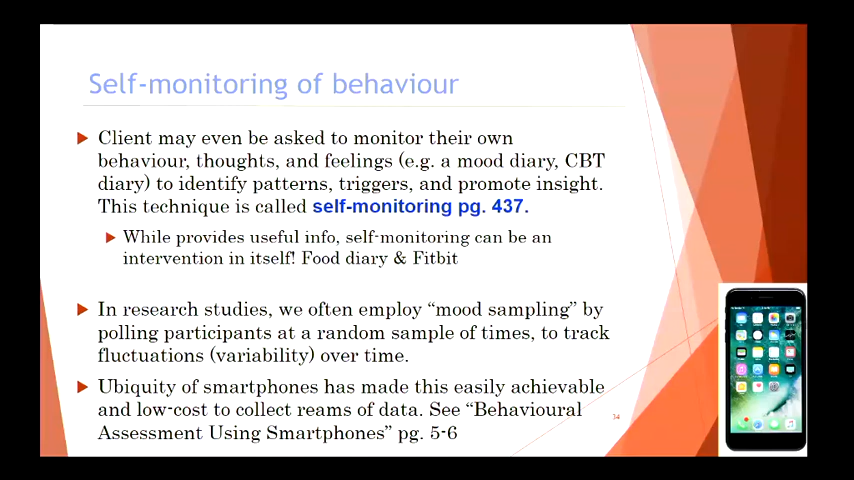 Self-monitoring of behaviour
Client may even be asked to monitor their own
behaviour, thoughts, and feelings (e.g. a mood diary, CBT
diary) to identify patterns, triggers, and promote insight.
This technique is called self-monitoring pg. 437.
While provides useful info, self-monitoring can be an
intervention in itself! Food diary & Fitbit
In research studies, we often employ “mood sampling” by
polling participants at a random sample of times, to track
fluctuations (variability) over time.
Ubiquity of smartphones has made this easily achievable
and low-cost to collect reams of data. See “Behavioural
Assessment Using Smartphones” pg. 5-6